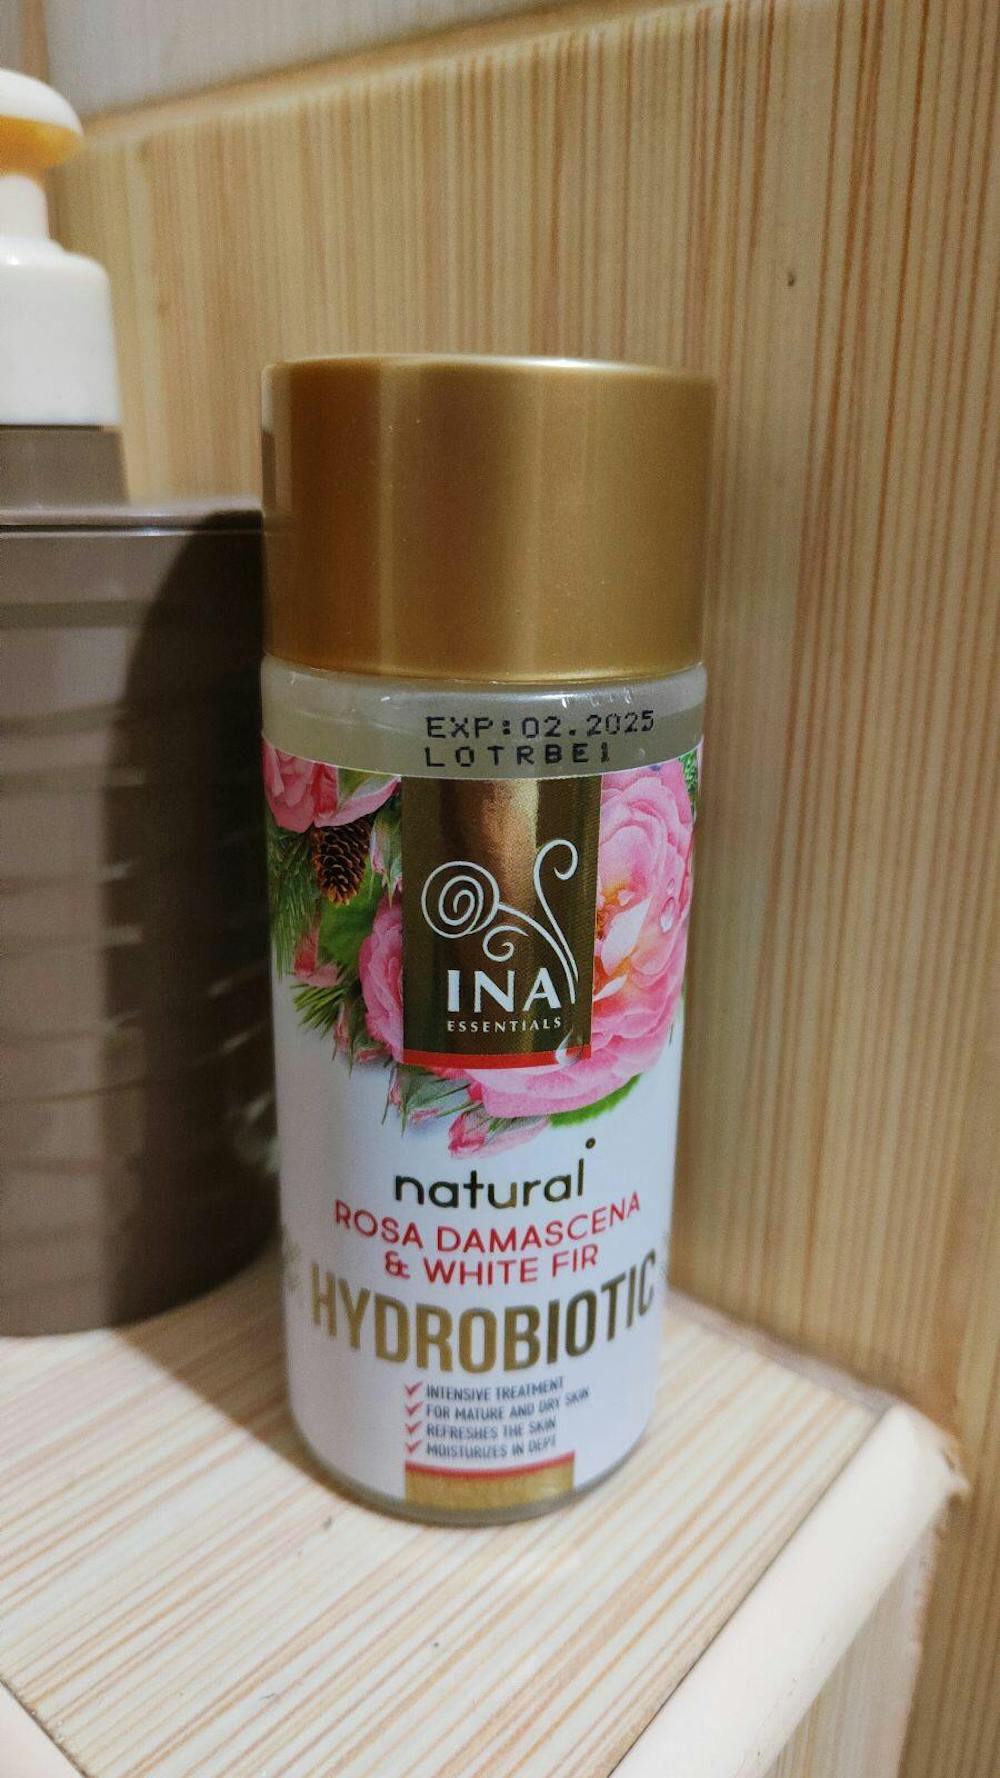 EXP:02.2025
LOTRBE1
INA
ESSENTIALS
natural
ROSA DAMASCENA
& WHITE FIR
HYDROBIOTIC
INTENSIVE TREATMENT
FOR MATURE AND DRY SKIN
REFRESHES THE SKIN
MOISTURIZES IN DEPT